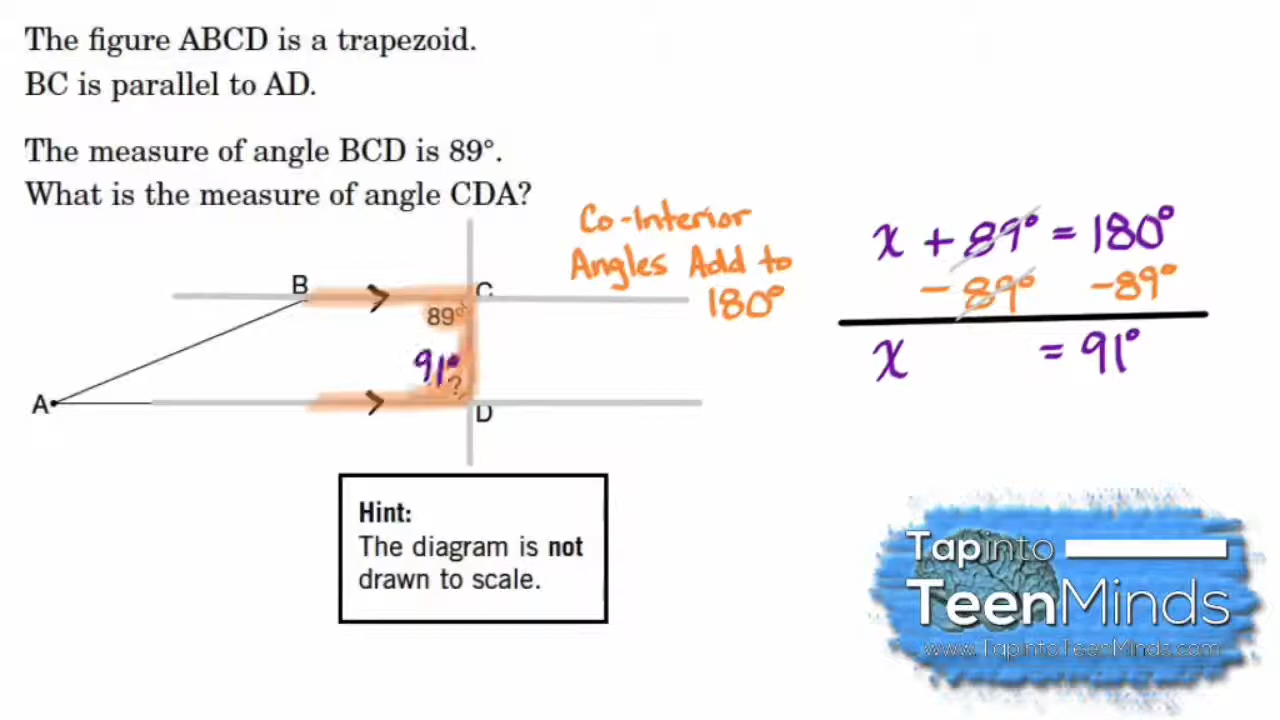 The figure ABCD is a trapezoid.
BC is parallel to AD.
The measure of angle BCD is 89°.
What is the measure of angle CDA?
Co-Interior
Angles Add to
180°
x + 89° = 180°
- 89° -89°
x = 91°
B
C
89°
91°
?
A
D
Hint:
The diagram is not
drawn to scale.
Tapinto
TeenMinds
www.TapintoTeenMinds.com